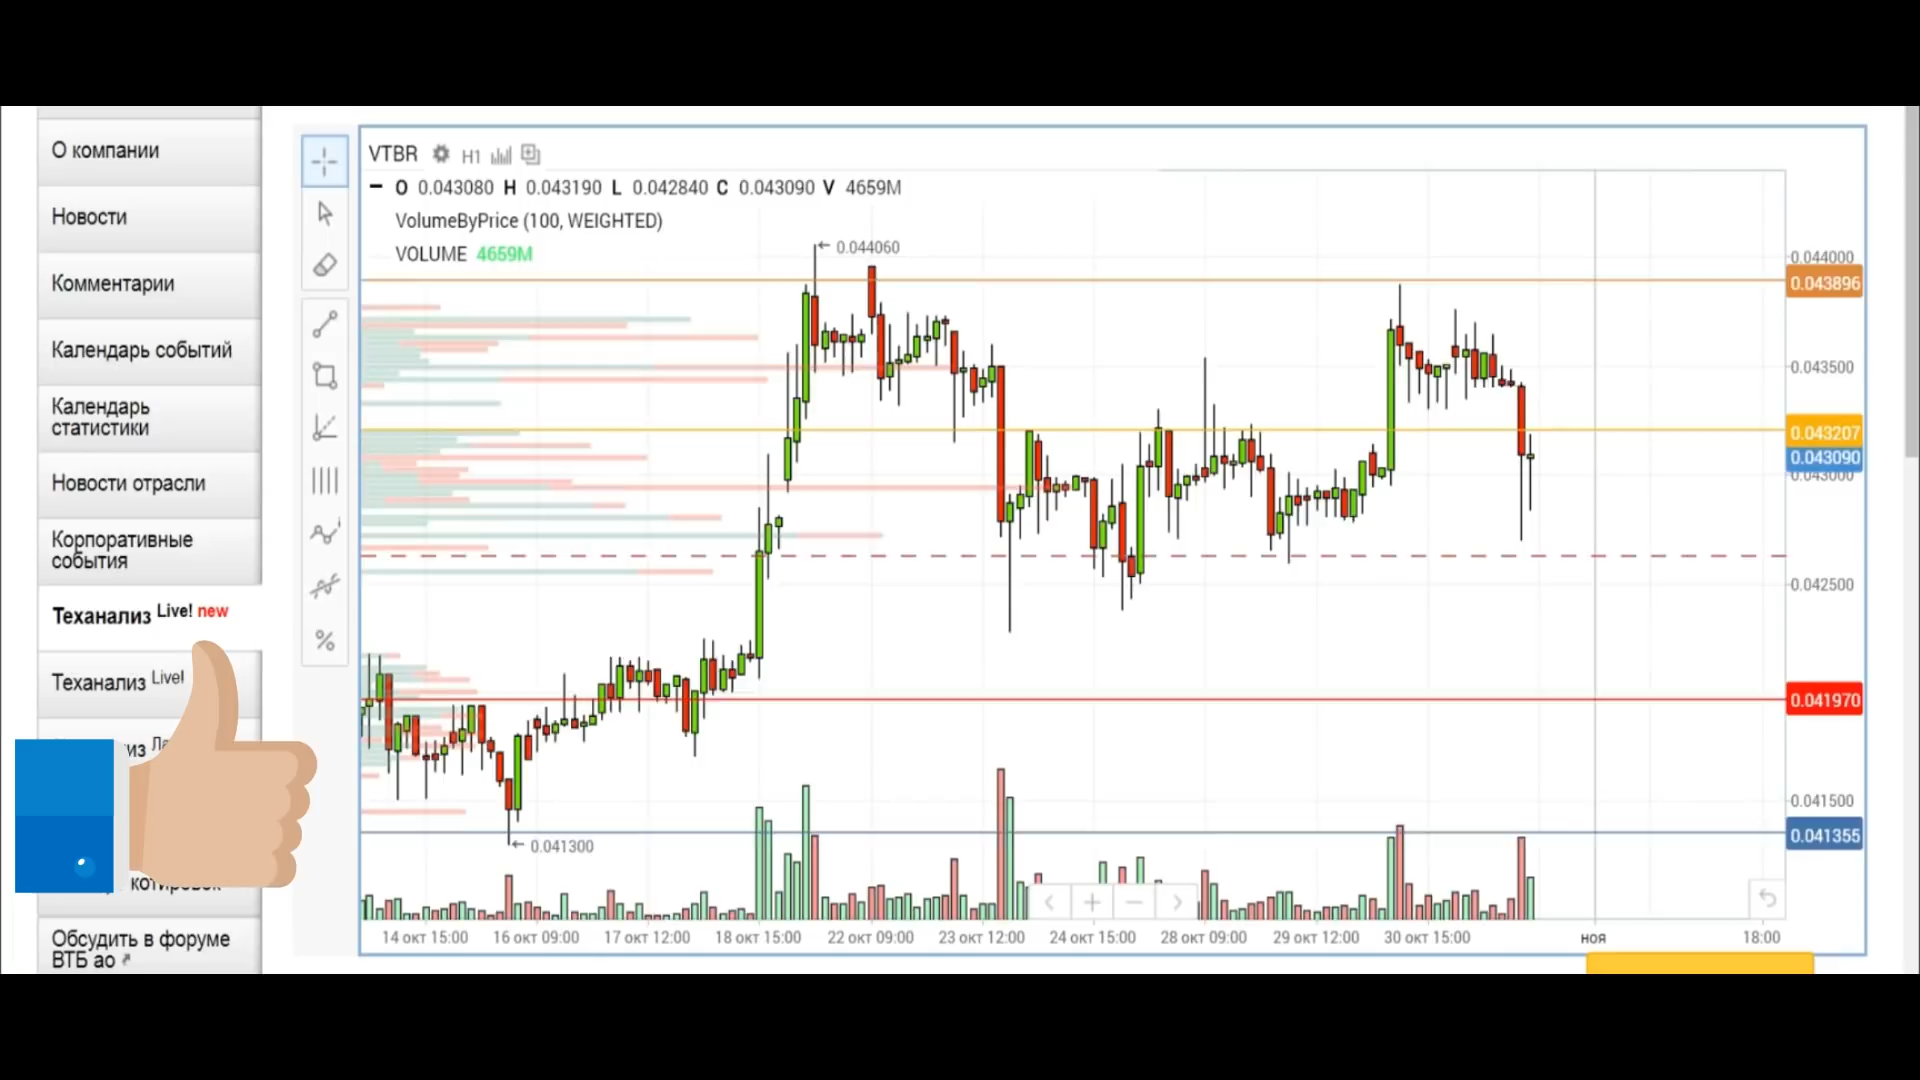 О компании
Новости
Комментарии
Календарь событий
Календарь
статистики
Новости отрасли
Корпоративные
события
Теханализ Live! new
Теханализ Live!
Обсудить в форуме
ВТБ ао
VTBR H1
O 0.043080 H 0.043190 L 0.042840 C 0.043090 V 4659M
VolumeByPrice (100, WEIGHTED)
VOLUME 4659M
0.044060
0.041300
0.044000
0.043896
0.043500
0.043207
0.043090
0.043000
0.042500
0.041970
0.041500
0.041355
14 окт 15:00 16 окт 09:00 17 окт 12:00 18 окт 15:00 22 окт 09:00 23 окт 12:00 24 окт 15:00 28 окт 09:00 29 окт 12:00 30 окт 15:00 ноя 18:00